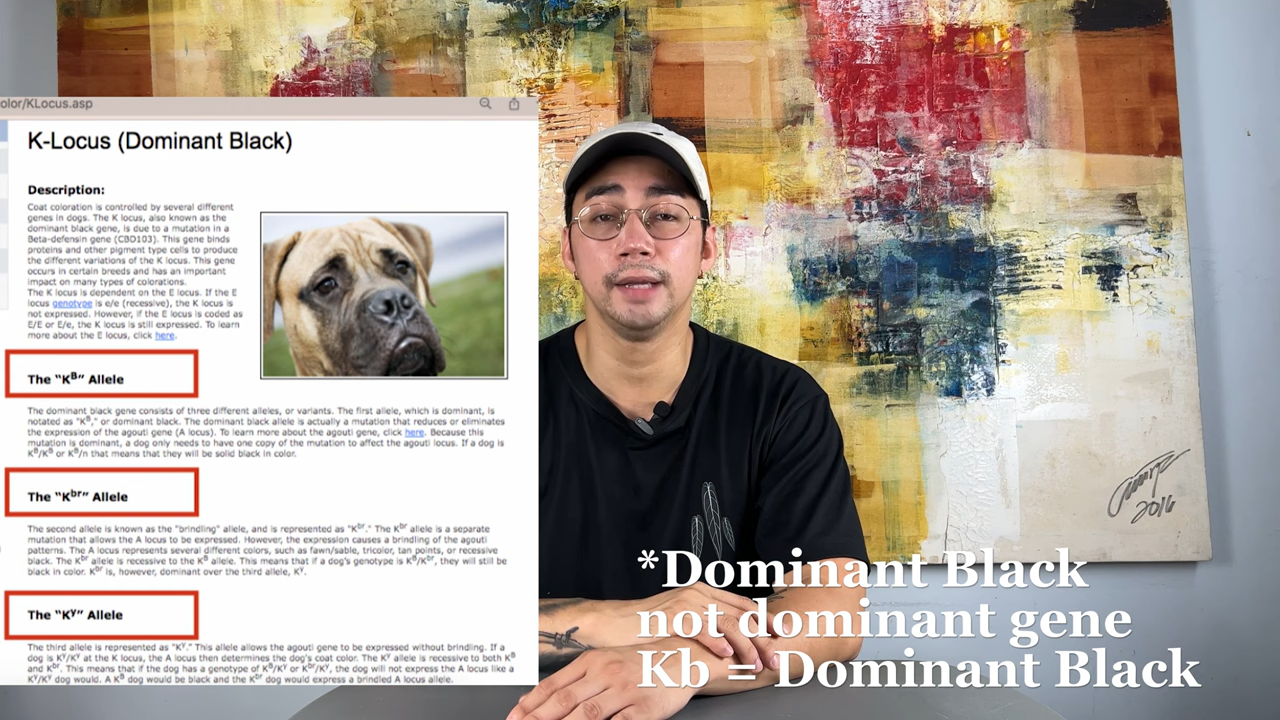 olor/KLocus.asp
K-Locus (Dominant Black)
Description:
Coat coloration is controlled by several different
genes in dogs. The K locus, also known as the
dominant black gene, is due to a mutation in a
Beta-defensin gene (CBD103). This gene binds
proteins and other pigment type cells to produce
the different variations of the K locus. This gene
occurs in certain breeds and has an important
impact on many types of colorations.
The K locus is dependent on the E locus. If the E
locus genotype is e/e (recessive), the K locus is
not expressed. However, if the E locus is coded as
E/E or E/e, the K locus is still expressed. To learn
more about the E locus, click here.
The "Kᴮ" Allele
The dominant black gene consists of three different alleles, or variants. The first allele, which is dominant, is
notated as "Kᴮ," or dominant black. The dominant black allele is actually a mutation that reduces or eliminates
the expression of the agouti gene (A locus). To learn more about the agouti gene, click here. Because this
mutation is dominant, a dog only needs to have one copy of the mutation to affect the agouti locus. If a dog is
Kᴮ/Kᴮ or Kᴮ/n that means that they will be solid black in color.
The "Kᵇʳ" Allele
The second allele is known as the "brindling" allele, and is represented as "Kᵇʳ." The Kᵇʳ allele is a separate
mutation that allows the A locus to be expressed. However, the expression causes a brindling of the agouti
patterns. The A locus represents several different colors, such as fawn/sable, tricolor, tan points, or recessive
black. The Kᵇʳ allele is recessive to the Kᴮ allele. This means that if a dog's genotype is Kᴮ/Kᵇʳ, they will still be
black in color. Kᵇʳ is, however, dominant over the third allele, Kʸ.
The "Kʸ" Allele
The third allele is represented as "Kʸ." This allele allows the agouti gene to be expressed without brindling. If a
dog is Kʸ/Kʸ at the K locus, the A locus then determines the dog's coat color. The Kʸ allele is recessive to both Kᴮ
and Kᵇʳ. This means that if the dog has a genotype of Kᴮ/Kʸ or Kᵇʳ/Kʸ, the dog will not express the A locus like a
Kʸ/Kʸ dog would. A Kᴮ dog would be black and the Kᵇʳ dog would express a brindled A locus allele.
2016
*Dominant Black
not dominant gene
Kb = Dominant Black